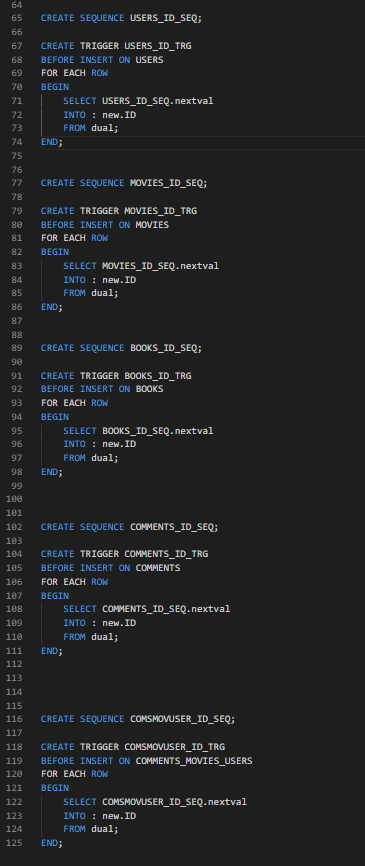 64
65 CREATE SEQUENCE USERS_ID_SEQ;
66
67 CREATE TRIGGER USERS_ID_TRG
68 BEFORE INSERT ON USERS
69 FOR EACH ROW
70 BEGIN
71 SELECT USERS_ID_SEQ.nextval
72 INTO : new.ID
73 FROM dual;
74 END;
75
76
77 CREATE SEQUENCE MOVIES_ID_SEQ;
78
79 CREATE TRIGGER MOVIES_ID_TRG
80 BEFORE INSERT ON MOVIES
81 FOR EACH ROW
82 BEGIN
83 SELECT MOVIES_ID_SEQ.nextval
84 INTO : new.ID
85 FROM dual;
86 END;
87
88
89 CREATE SEQUENCE BOOKS_ID_SEQ;
90
91 CREATE TRIGGER BOOKS_ID_TRG
92 BEFORE INSERT ON BOOKS
93 FOR EACH ROW
94 BEGIN
95 SELECT BOOKS_ID_SEQ.nextval
96 INTO : new.ID
97 FROM dual;
98 END;
99
100
101
102 CREATE SEQUENCE COMMENTS_ID_SEQ;
103
104 CREATE TRIGGER COMMENTS_ID_TRG
105 BEFORE INSERT ON COMMENTS
106 FOR EACH ROW
107 BEGIN
108 SELECT COMMENTS_ID_SEQ.nextval
109 INTO : new.ID
110 FROM dual;
111 END;
112
113
114
115
116 CREATE SEQUENCE COMSMOVUSER_ID_SEQ;
117
118 CREATE TRIGGER COMSMOVUSER_ID_TRG
119 BEFORE INSERT ON COMMENTS_MOVIES_USERS
120 FOR EACH ROW
121 BEGIN
122 SELECT COMSMOVUSER_ID_SEQ.nextval
123 INTO : new.ID
124 FROM dual;
125 END;